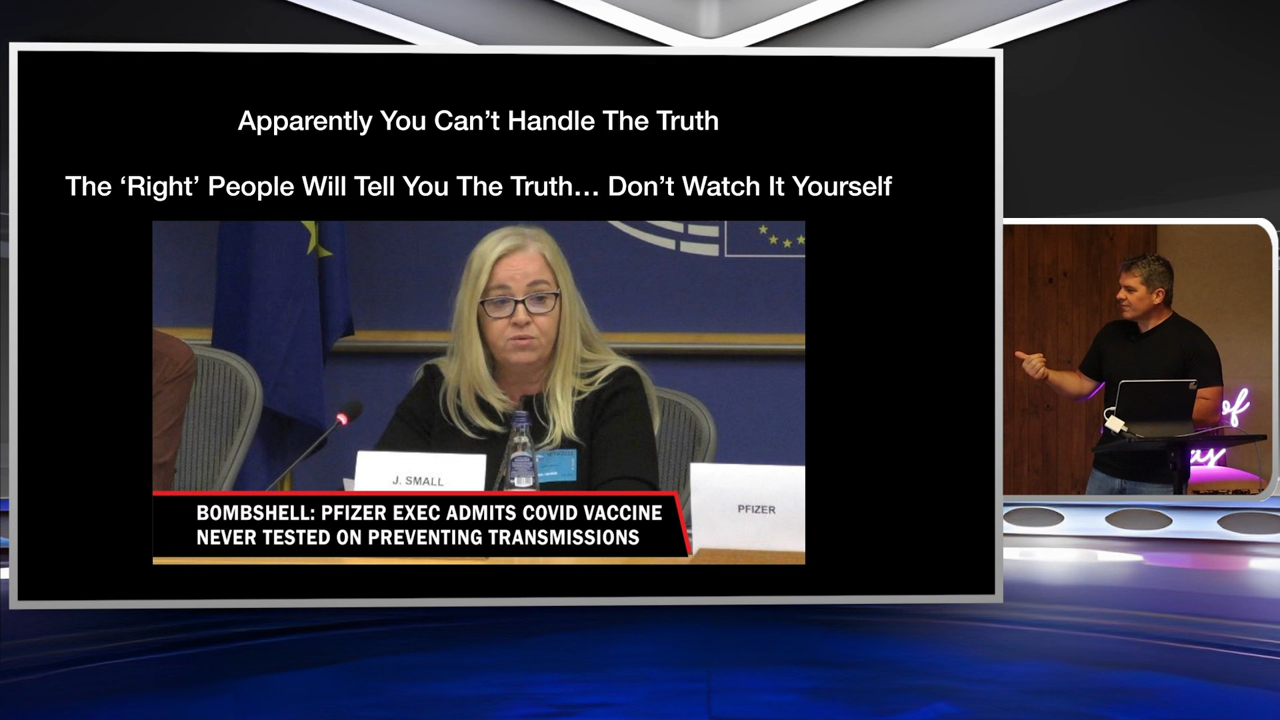 Apparently You Can’t Handle The Truth
The ‘Right’ People Will Tell You The Truth… Don’t Watch It Yourself
J. SMALL
PFIZER
BOMBSHELL: PFIZER EXEC ADMITS COVID VACCINE
NEVER TESTED ON PREVENTING TRANSMISSIONS
of